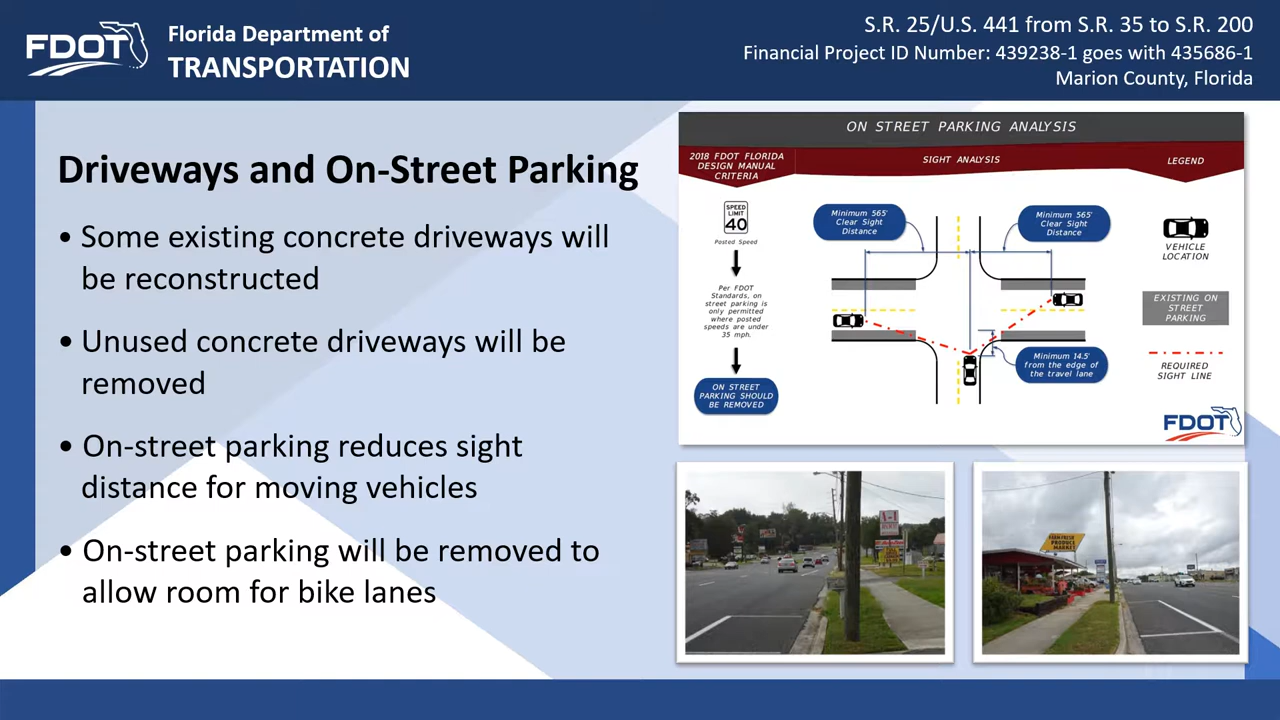 FDOT
Florida Department of
TRANSPORTATION
S.R. 25/U.S. 441 from S.R. 35 to S.R. 200
Financial Project ID Number: 439238-1 goes with 435686-1
Marion County, Florida
Driveways and On-Street Parking
• Some existing concrete driveways will
be reconstructed
• Unused concrete driveways will be
removed
• On-street parking reduces sight
distance for moving vehicles
• On-street parking will be removed to
allow room for bike lanes
ON STREET PARKING ANALYSIS
2018 FDOT FLORIDA
DESIGN MANUAL
CRITERIA
SIGHT ANALYSIS
LEGEND
SPEED
LIMIT
40
Posted Speed
Per FDOT
Standards, on
street parking is
only permitted
where posted
speeds are under
35 mph.
ON STREET
PARKING SHOULD
BE REMOVED
Minimum 565'
Clear Sight
Distance
Minimum 565'
Clear Sight
Distance
Minimum 14.5'
from the edge of
the travel lane
VEHICLE
LOCATION
EXISTING ON
STREET
PARKING
REQUIRED
SIGHT LINE
FDOT
A-1
FARM FRESH
PRODUCE
MARKET